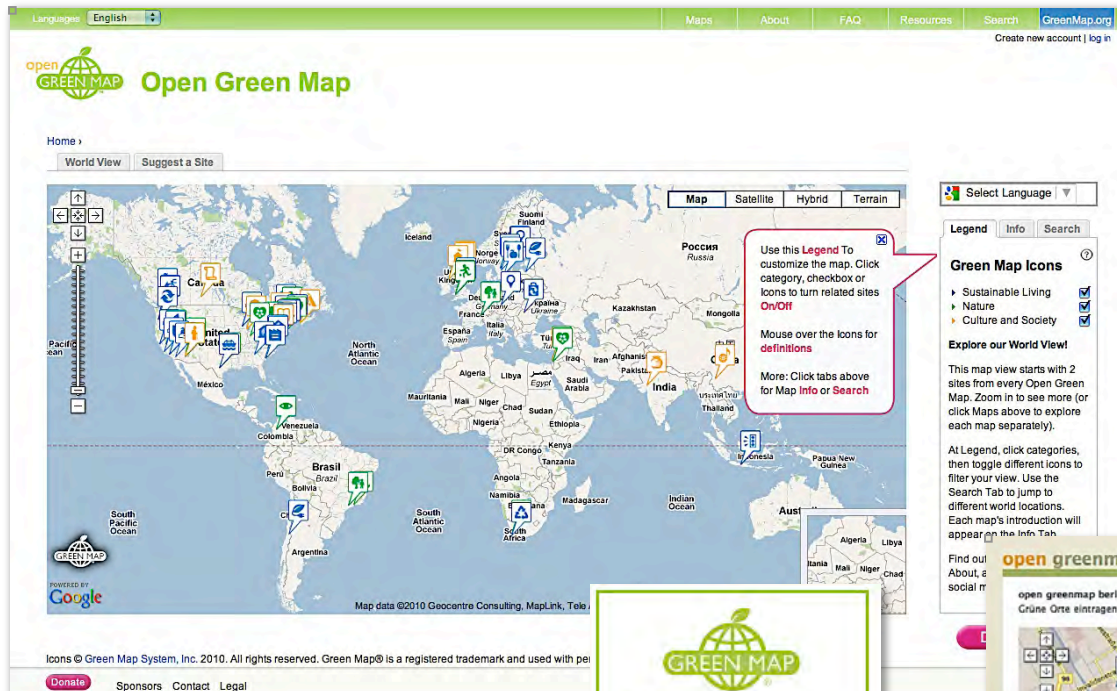 Languages English
Maps About FAQ Resources Search GreenMap.org
Create new account | log in
open
GREEN MAP
Open Green Map
Home ›
World View Suggest a Site
Map Satellite Hybrid Terrain
Select Language
Legend Info Search
Green Map Icons
Sustainable Living
Nature
Culture and Society
Explore our World View!
This map view starts with 2
sites from every Open Green
Map. Zoom in to see more (or
click Maps above to explore
each map separately).
At Legend, click categories,
then toggle different icons to
filter your view. Use the
Search Tab to jump to
different world locations.
Each map's introduction will
appear on the Info Tab
Find out
About, a
social m
Use this Legend To
customize the map. Click
category, checkbox or
Icons to turn related sites
On/Off
Mouse over the Icons for
definitions
More: Click tabs above
for Map Info or Search
Iceland
Suomi
Finland
Norge
Norway
Россия
Russia
Україна
Ukraine
Kazakhstan
Mongolia
France
Italia
Italy
España
Spain
North
Atlantic
Ocean
México
Algeria
Libya
مصر
Egypt
Iraq
Iran
Saudi
Arabia
India
Thailand
Mauritania
Mali
Niger
Chad
Sudan
Nigeria
Ethiopia
Venezuela
Colombia
DR Congo
Kenya
Tanzania
Perú
Brasil
Brazil
Bolivia
Angola
Namibia
Madagascar
Indian
Ocean
Papua New
Guinea
South
Pacific
Ocean
South
Atlantic
Ocean
South
Africa
Argentina
Algeria Libya
Mali Niger Chad
GREEN MAP
POWERED BY
Google
Map data ©2010 Geocentre Consulting, MapLink, Tele
open greenm
open greenmap berl
Grüne Orte eintragen
GREEN MAP
Icons © Green Map System, Inc. 2010. All rights reserved. Green Map® is a registered trademark and used with pe
Donate Sponsors Contact Legal